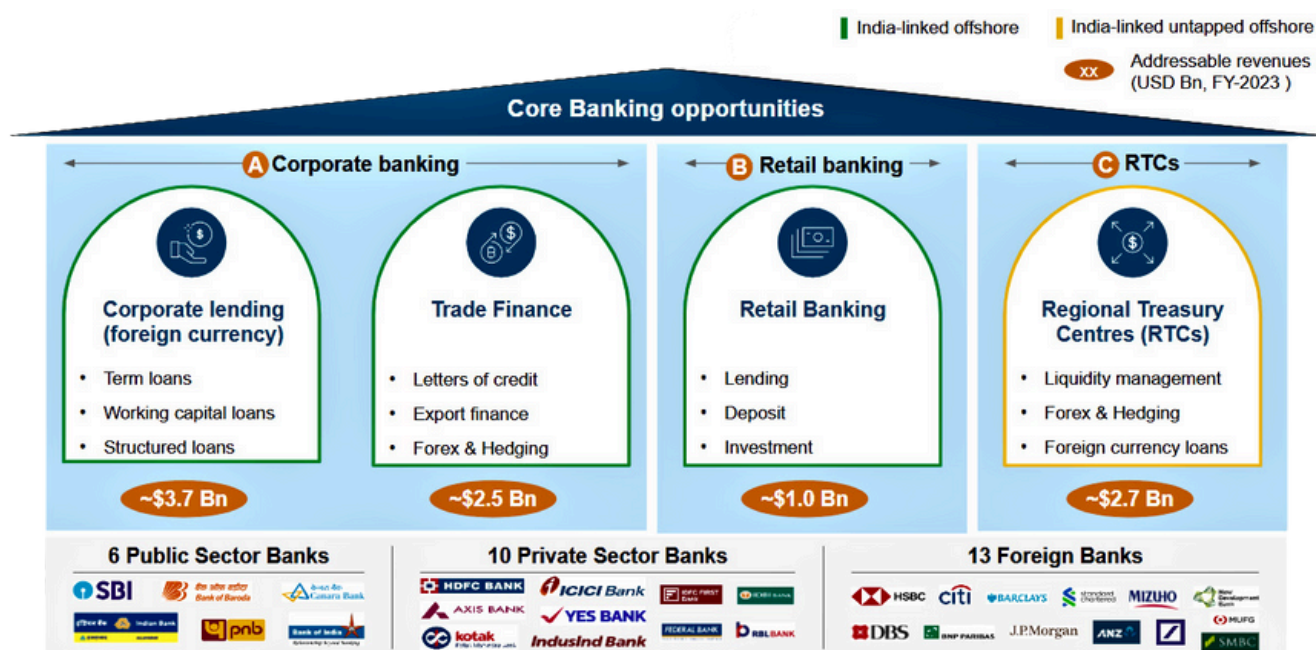 India-linked offshore
India-linked untapped offshore
xx
Addressable revenues
(USD Bn, FY-2023 )
Core Banking opportunities
A Corporate banking
B Retail banking
C RTCs
Corporate lending
(foreign currency)
• Term loans
• Working capital loans
• Structured loans
~$3.7 Bn
Trade Finance
• Letters of credit
• Export finance
• Forex & Hedging
~$2.5 Bn
Retail Banking
• Lending
• Deposit
• Investment
~$1.0 Bn
Regional Treasury
Centres (RTCs)
• Liquidity management
• Forex & Hedging
• Foreign currency loans
~$2.7 Bn
6 Public Sector Banks
SBI
Bank of Baroda
Canara Bank
Indian Bank
pnb
Bank of India
10 Private Sector Banks
HDFC BANK
ICICI Bank
IDFC FIRST
Bank
AXIS BANK
YES BANK
kotak
IndusInd Bank
FEDERAL BANK
RBL BANK
13 Foreign Banks
HSBC
citi
BARCLAYS
standard
chartered
MIZUHO
New
Development
Bank
DBS
BNP PARIBAS
J.P.Morgan
ANZ
MUFG
SMBC